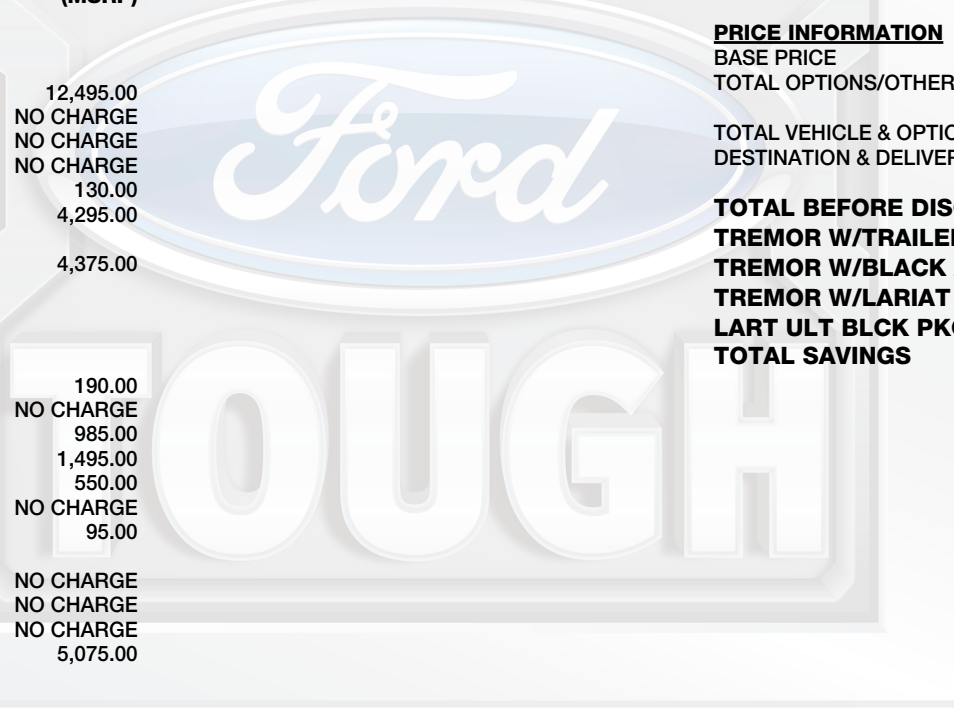 (MSRP)
12,495.00
NO CHARGE
NO CHARGE
NO CHARGE
130.00
4,295.00
4,375.00
190.00
NO CHARGE
985.00
1,495.00
550.00
NO CHARGE
95.00
NO CHARGE
NO CHARGE
NO CHARGE
5,075.00
Ford
TOUGH
PRICE INFORMATION
BASE PRICE
TOTAL OPTIONS/OTHER
TOTAL VEHICLE & OPTIO
DESTINATION & DELIVER
TOTAL BEFORE DIS
TREMOR W/TRAILE
TREMOR W/BLACK
TREMOR W/LARIAT
LART ULT BLCK PK
TOTAL SAVINGS